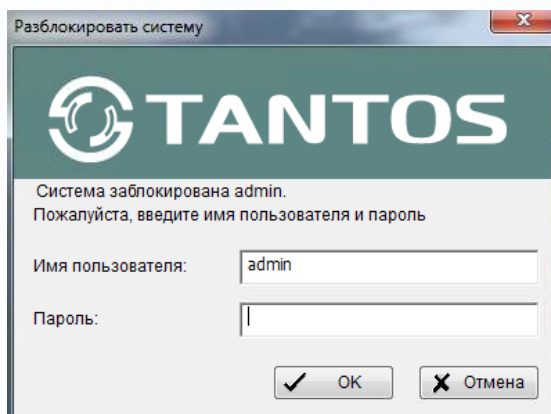 Разблокировать систему
TANTOS
Система заблокирована admin.
Пожалуйста, введите имя пользователя и пароль
Имя пользователя: admin
Пароль:
OK Отмена